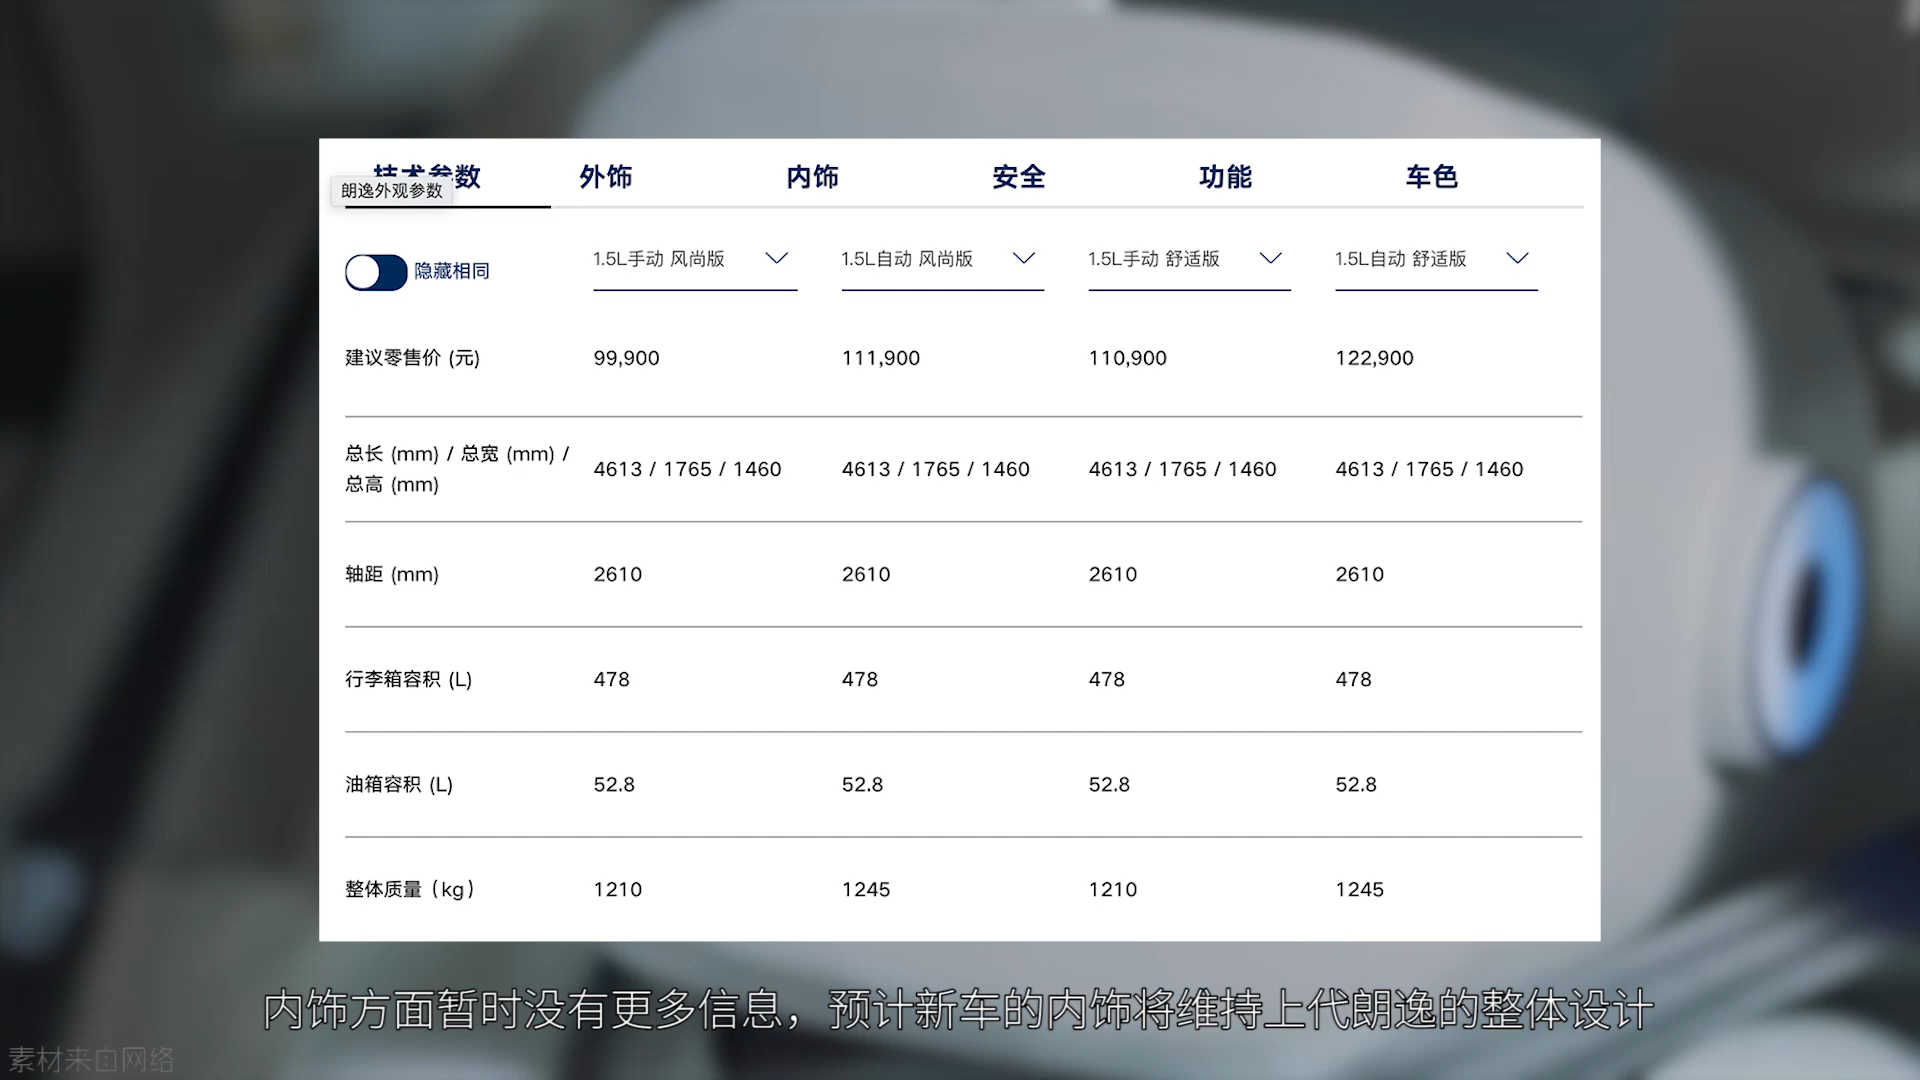 技术参数 外饰 内饰 安全 功能 车色
朗逸外观参数
隐藏相同 1.5L手动 风尚版 1.5L自动 风尚版 1.5L手动 舒适版 1.5L自动 舒适版
建议零售价 (元) 99,900 111,900 110,900 122,900
总长 (mm) / 总宽 (mm) /
总高 (mm) 4613 / 1765 / 1460 4613 / 1765 / 1460 4613 / 1765 / 1460 4613 / 1765 / 1460
轴距 (mm) 2610 2610 2610 2610
行李箱容积 (L) 478 478 478 478
油箱容积 (L) 52.8 52.8 52.8 52.8
整体质量（kg） 1210 1245 1210 1245
内饰方面暂时没有更多信息，预计新车的内饰将维持上代朗逸的整体设计
素材来自网络